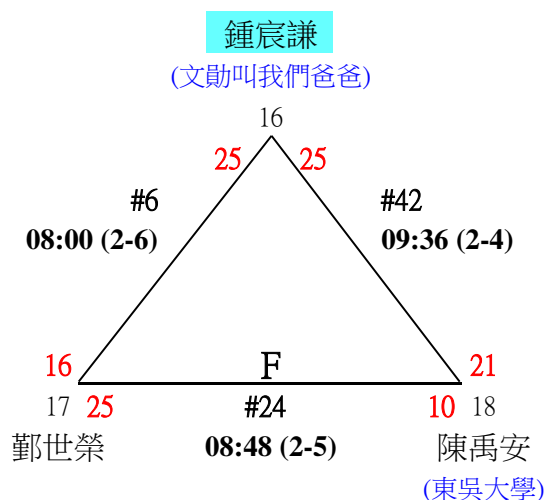 鍾宸謙
(文勛叫我們爸爸)
16
25 25
#6 #42
08:00 (2-6) 09:36 (2-4)
16 F 21
17 25 #24 10 18
鄞世榮 08:48 (2-5) 陳禹安
(東吳大學)